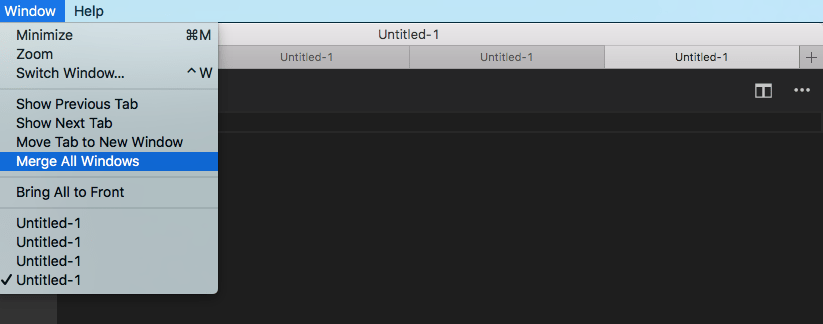 Window Help
Minimize ⌘M
Zoom
Switch Window... ^W
Show Previous Tab
Show Next Tab
Move Tab to New Window
Merge All Windows
Bring All to Front
Untitled-1
Untitled-1
Untitled-1
✓ Untitled-1
Untitled-1
Untitled-1 Untitled-1 Untitled-1 +